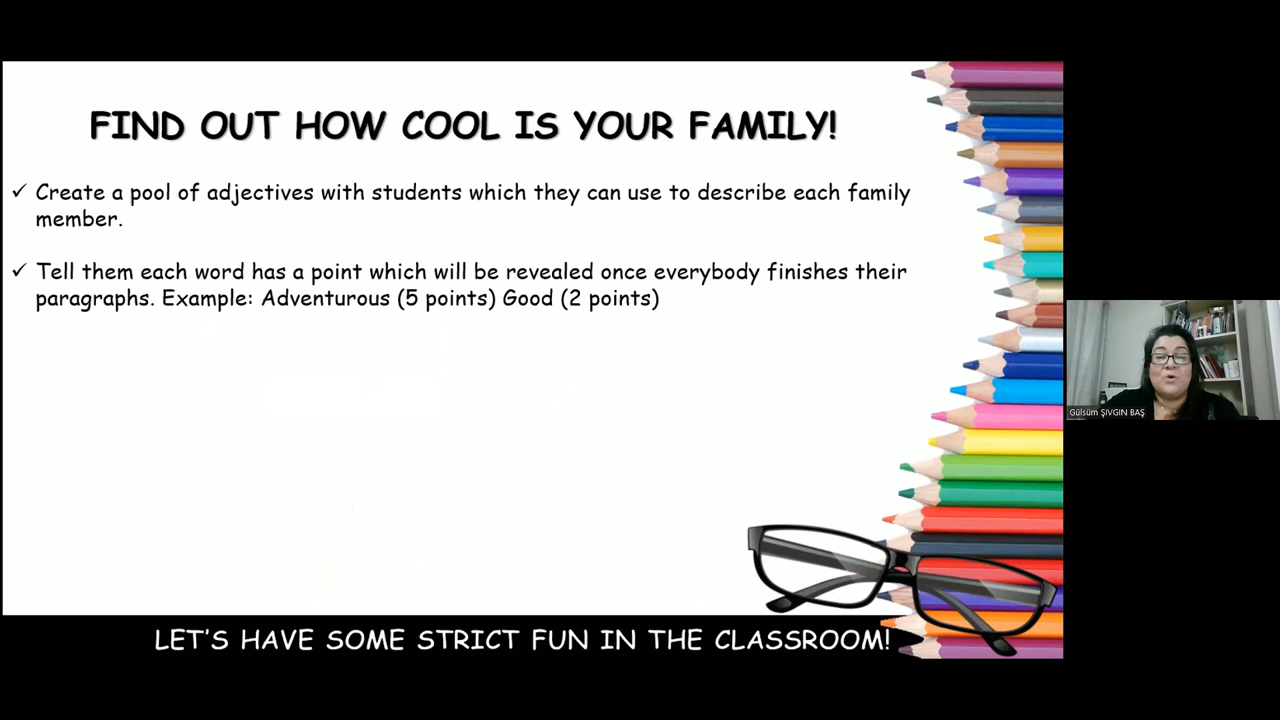 FIND OUT HOW COOL IS YOUR FAMILY!
✓ Create a pool of adjectives with students which they can use to describe each family
member.
✓ Tell them each word has a point which will be revealed once everybody finishes their
paragraphs. Example: Adventurous (5 points) Good (2 points)
Gülsüm ŞIVGIN BAŞ
LET'S HAVE SOME STRICT FUN IN THE CLASSROOM!